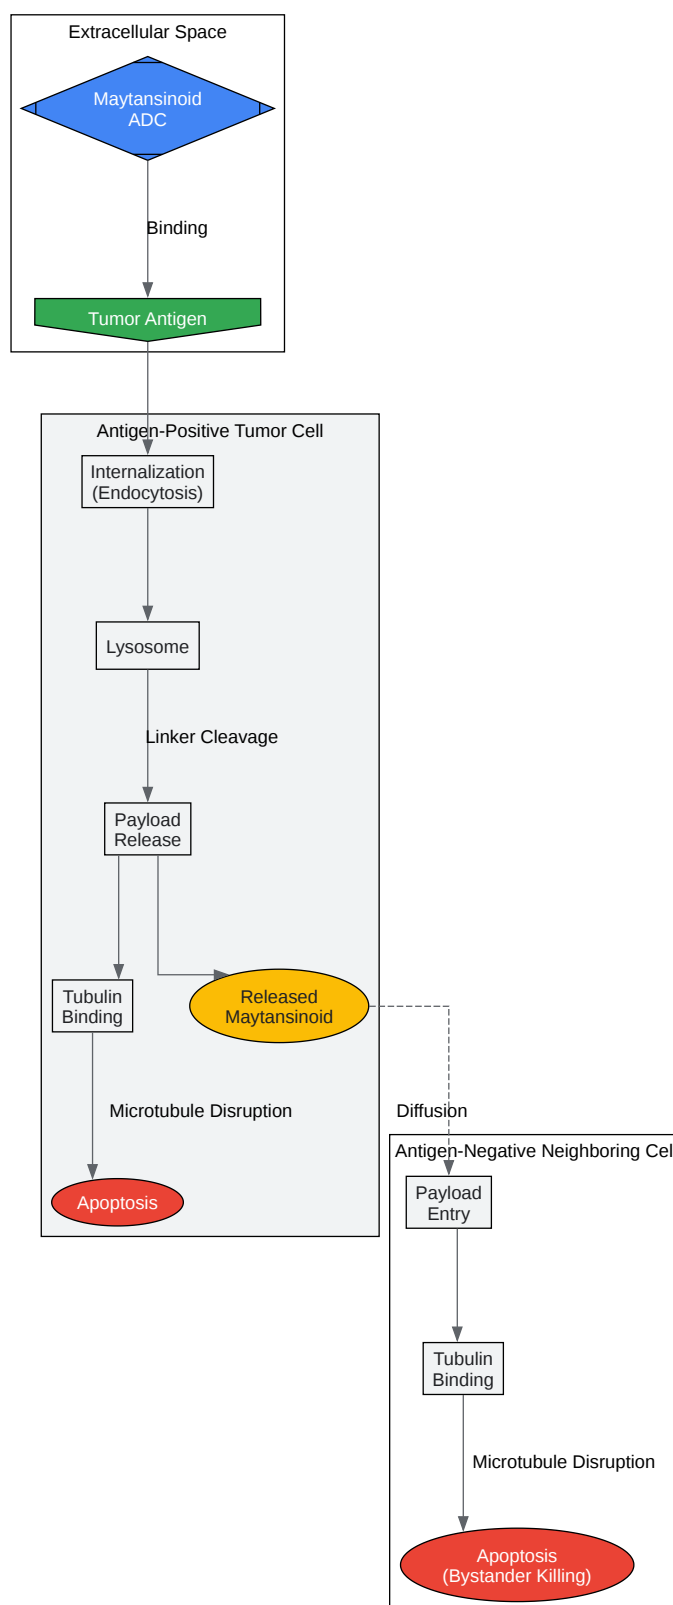 Extracellular Space
Maytansinoid
ADC
Binding
Tumor Antigen
Antigen-Positive Tumor Cell
Internalization
(Endocytosis)
Lysosome
Linker Cleavage
Payload
Release
Tubulin
Binding
Released
Maytansinoid
Microtubule Disruption
Diffusion
Apoptosis
Antigen-Negative Neighboring Cel
Payload
Entry
Tubulin
Binding
Microtubule Disruption
Apoptosis
(Bystander Killing)